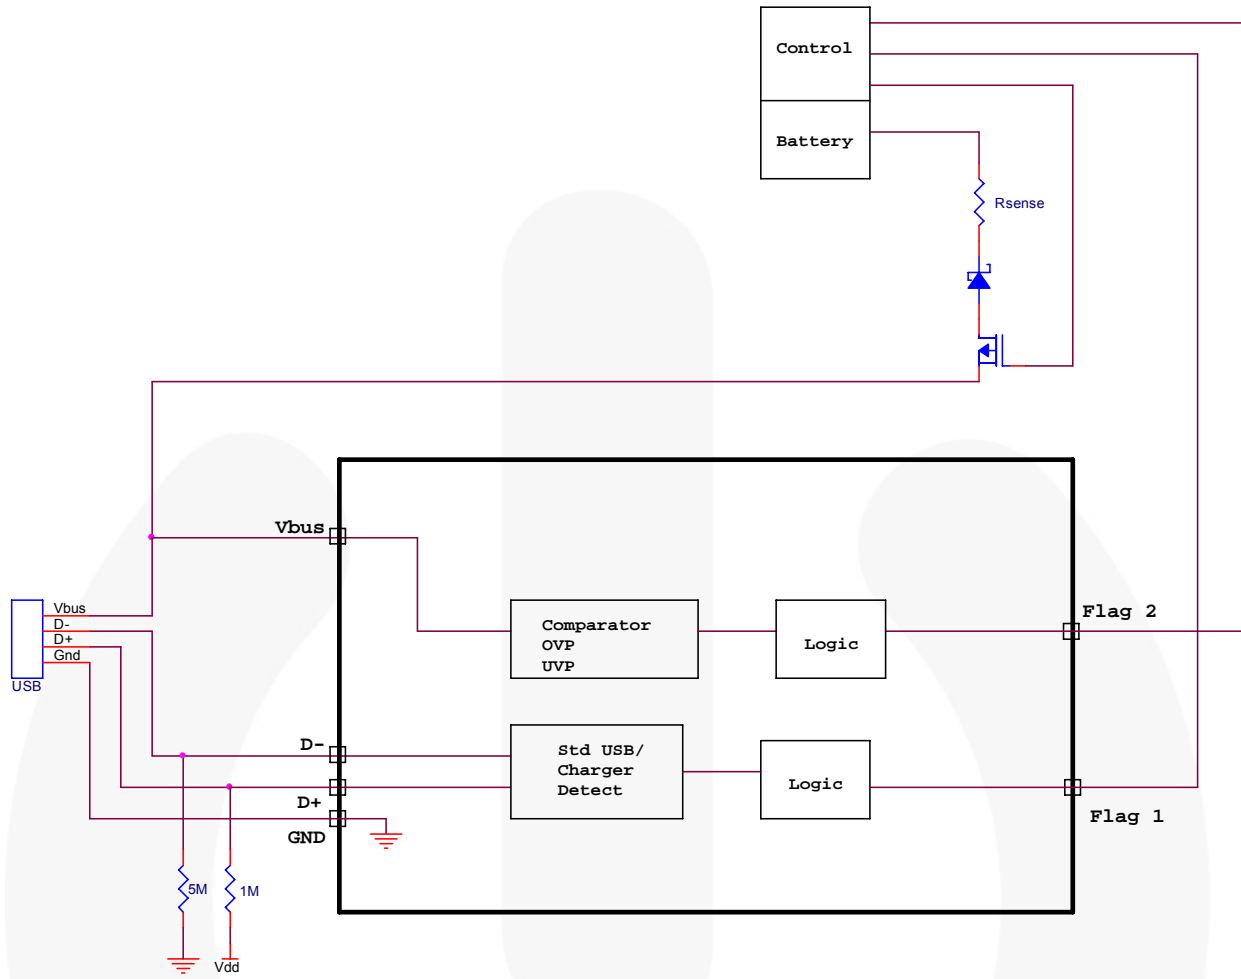 Control
Battery
Rsense
Vbus
Vbus
D-
D+
Gnd
USB
Comparator
OVP
UVP
Logic
Flag 2
D-
D+
GND
Std USB/
Charger
Detect
Logic
Flag 1
5M
1M
Vdd